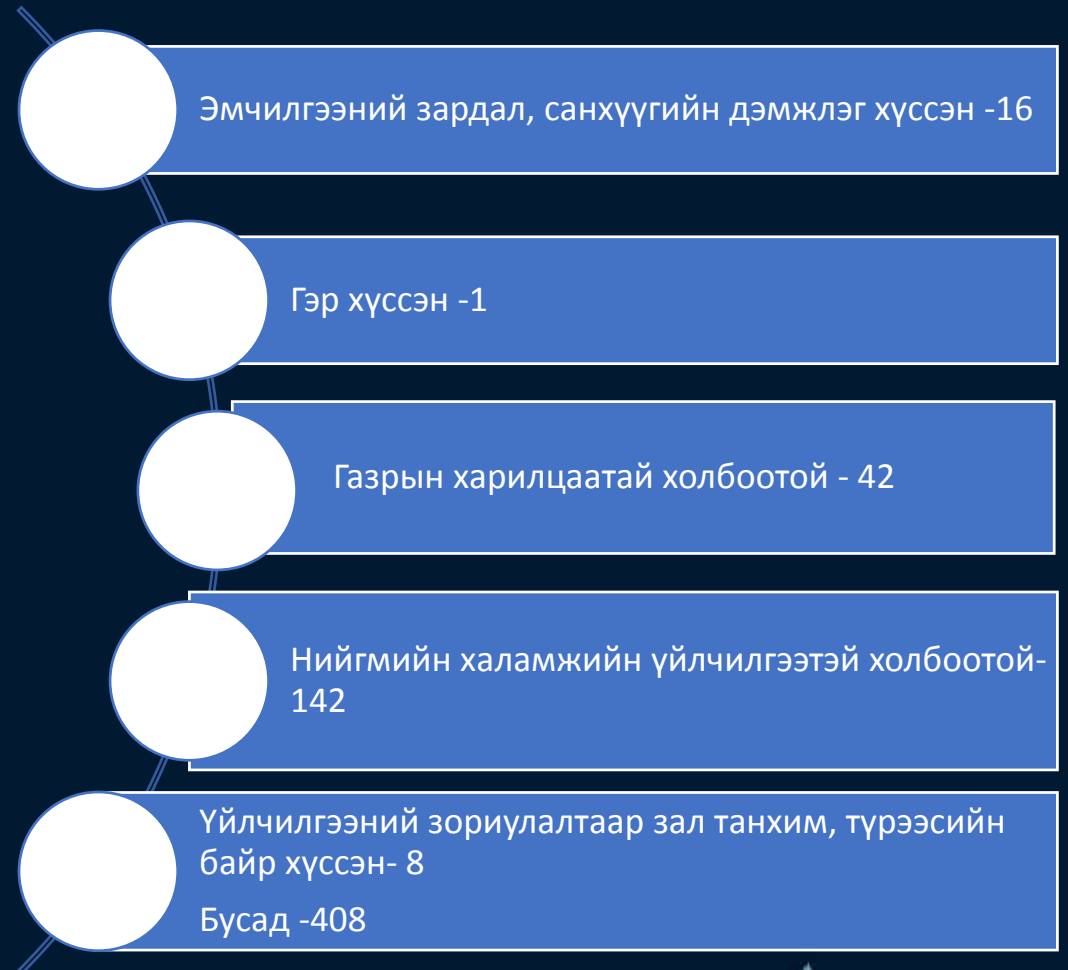 Эмчилгээний зардал, санхүүгийн дэмжлэг хүссэн -16
Гэр хүссэн -1
Газрын харилцаатай холбоотой - 42
Нийгмийн халамжийн үйлчилгээтэй холбоотой-
142
Үйлчилгээний зориулалтаар зал танхим, түрээсийн
байр хүссэн- 8
Бусад -408